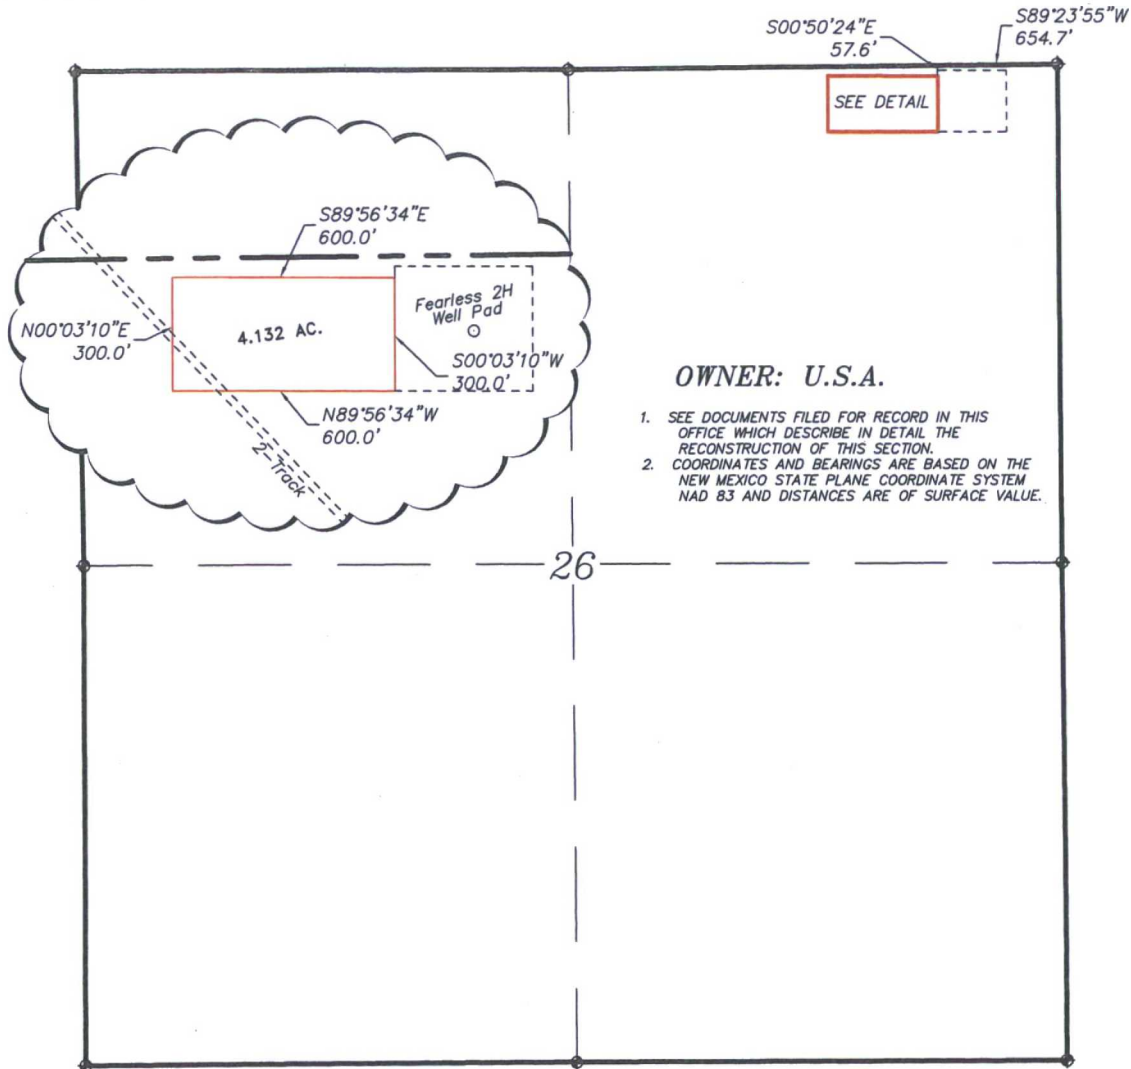 S00°50'24"E
57.6'
S89°23'55"W
654.7'
SEE DETAIL
S89°56'34"E
600.0'
Fearless 2H
Well Pad
N00°03'10"E
300.0'
4.132 AC.
S00°03'10"W
300.0'
N89°56'34"W
600.0'
2-Track
OWNER: U.S.A.
1. SEE DOCUMENTS FILED FOR RECORD IN THIS
OFFICE WHICH DESCRIBE IN DETAIL THE
RECONSTRUCTION OF THIS SECTION.
2. COORDINATES AND BEARINGS ARE BASED ON THE
NEW MEXICO STATE PLANE COORDINATE SYSTEM
NAD 83 AND DISTANCES ARE OF SURFACE VALUE.
26